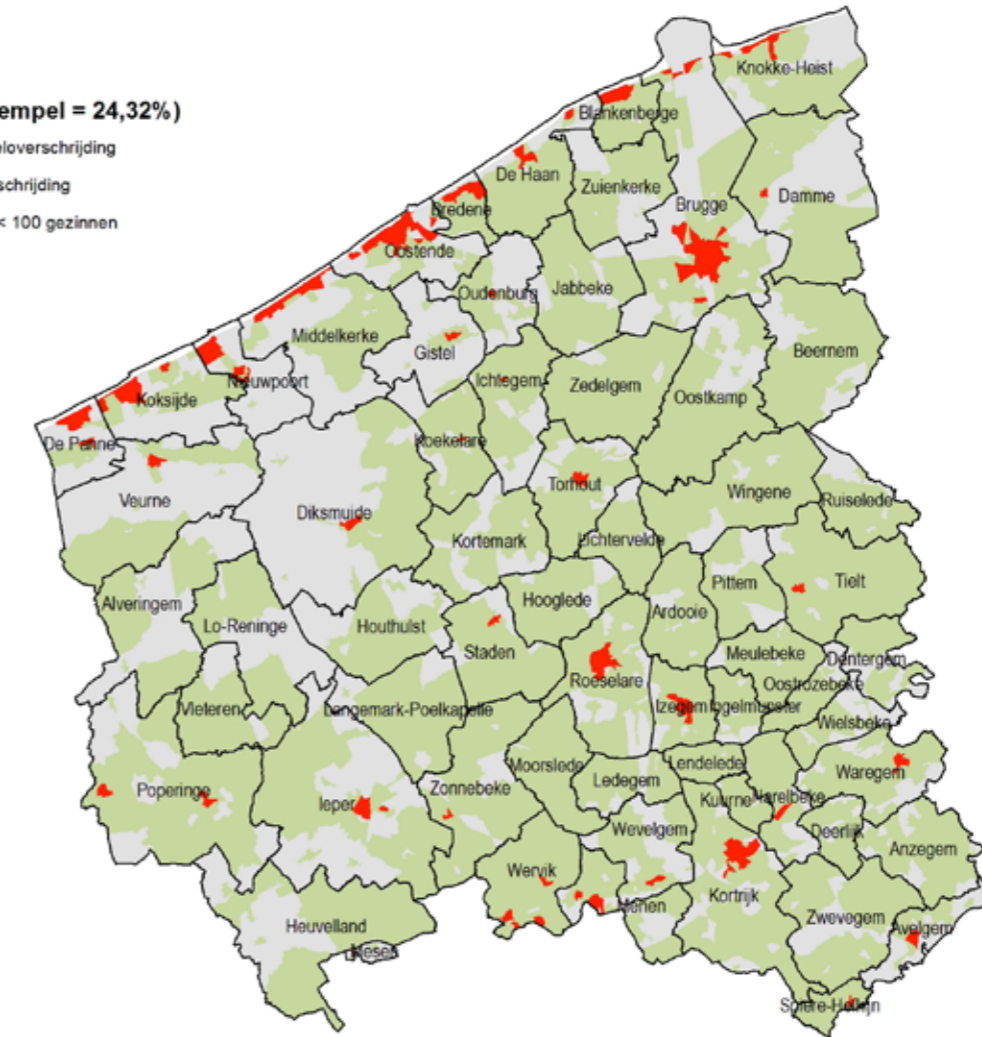 empel = 24,32%)
eloverschrijding
schrijding
< 100 gezinnen
Knokke-Heist
Blankenberge
De Haan
Zuienkerke
Damme
Brugge
Bredene
Oostende
Oudenburg
Jabbeke
Middelkerke
Gistel
Beernem
Nieuwpoort
Ichtegem
Zedelgem
Oostkamp
Koksijde
De Panne
Koekelare
Torhout
Wingene
Ruiselede
Veurne
Diksmuide
Kortemark
Lichtervelde
Pittem
Tielt
Alveringem
Hooglede
Ardooie
Lo-Reninge
Houthulst
Staden
Meulebeke
Dentergem
Roeselare
Oostrozebeke
Vleteren
Langemark-Poelkapelle
Izegem
Ingelmunster
Wielsbeke
Moorslede
Lendelede
Waregem
Poperinge
Zonnebeke
Ledegem
Ieper
Kuurne
Harelbeke
Wevelgem
Deerlijk
Anzegem
Wervik
Kortrijk
Menen
Zwevegem
Heuvelland
Avelgem
Mesen
Spiere-Helkijn